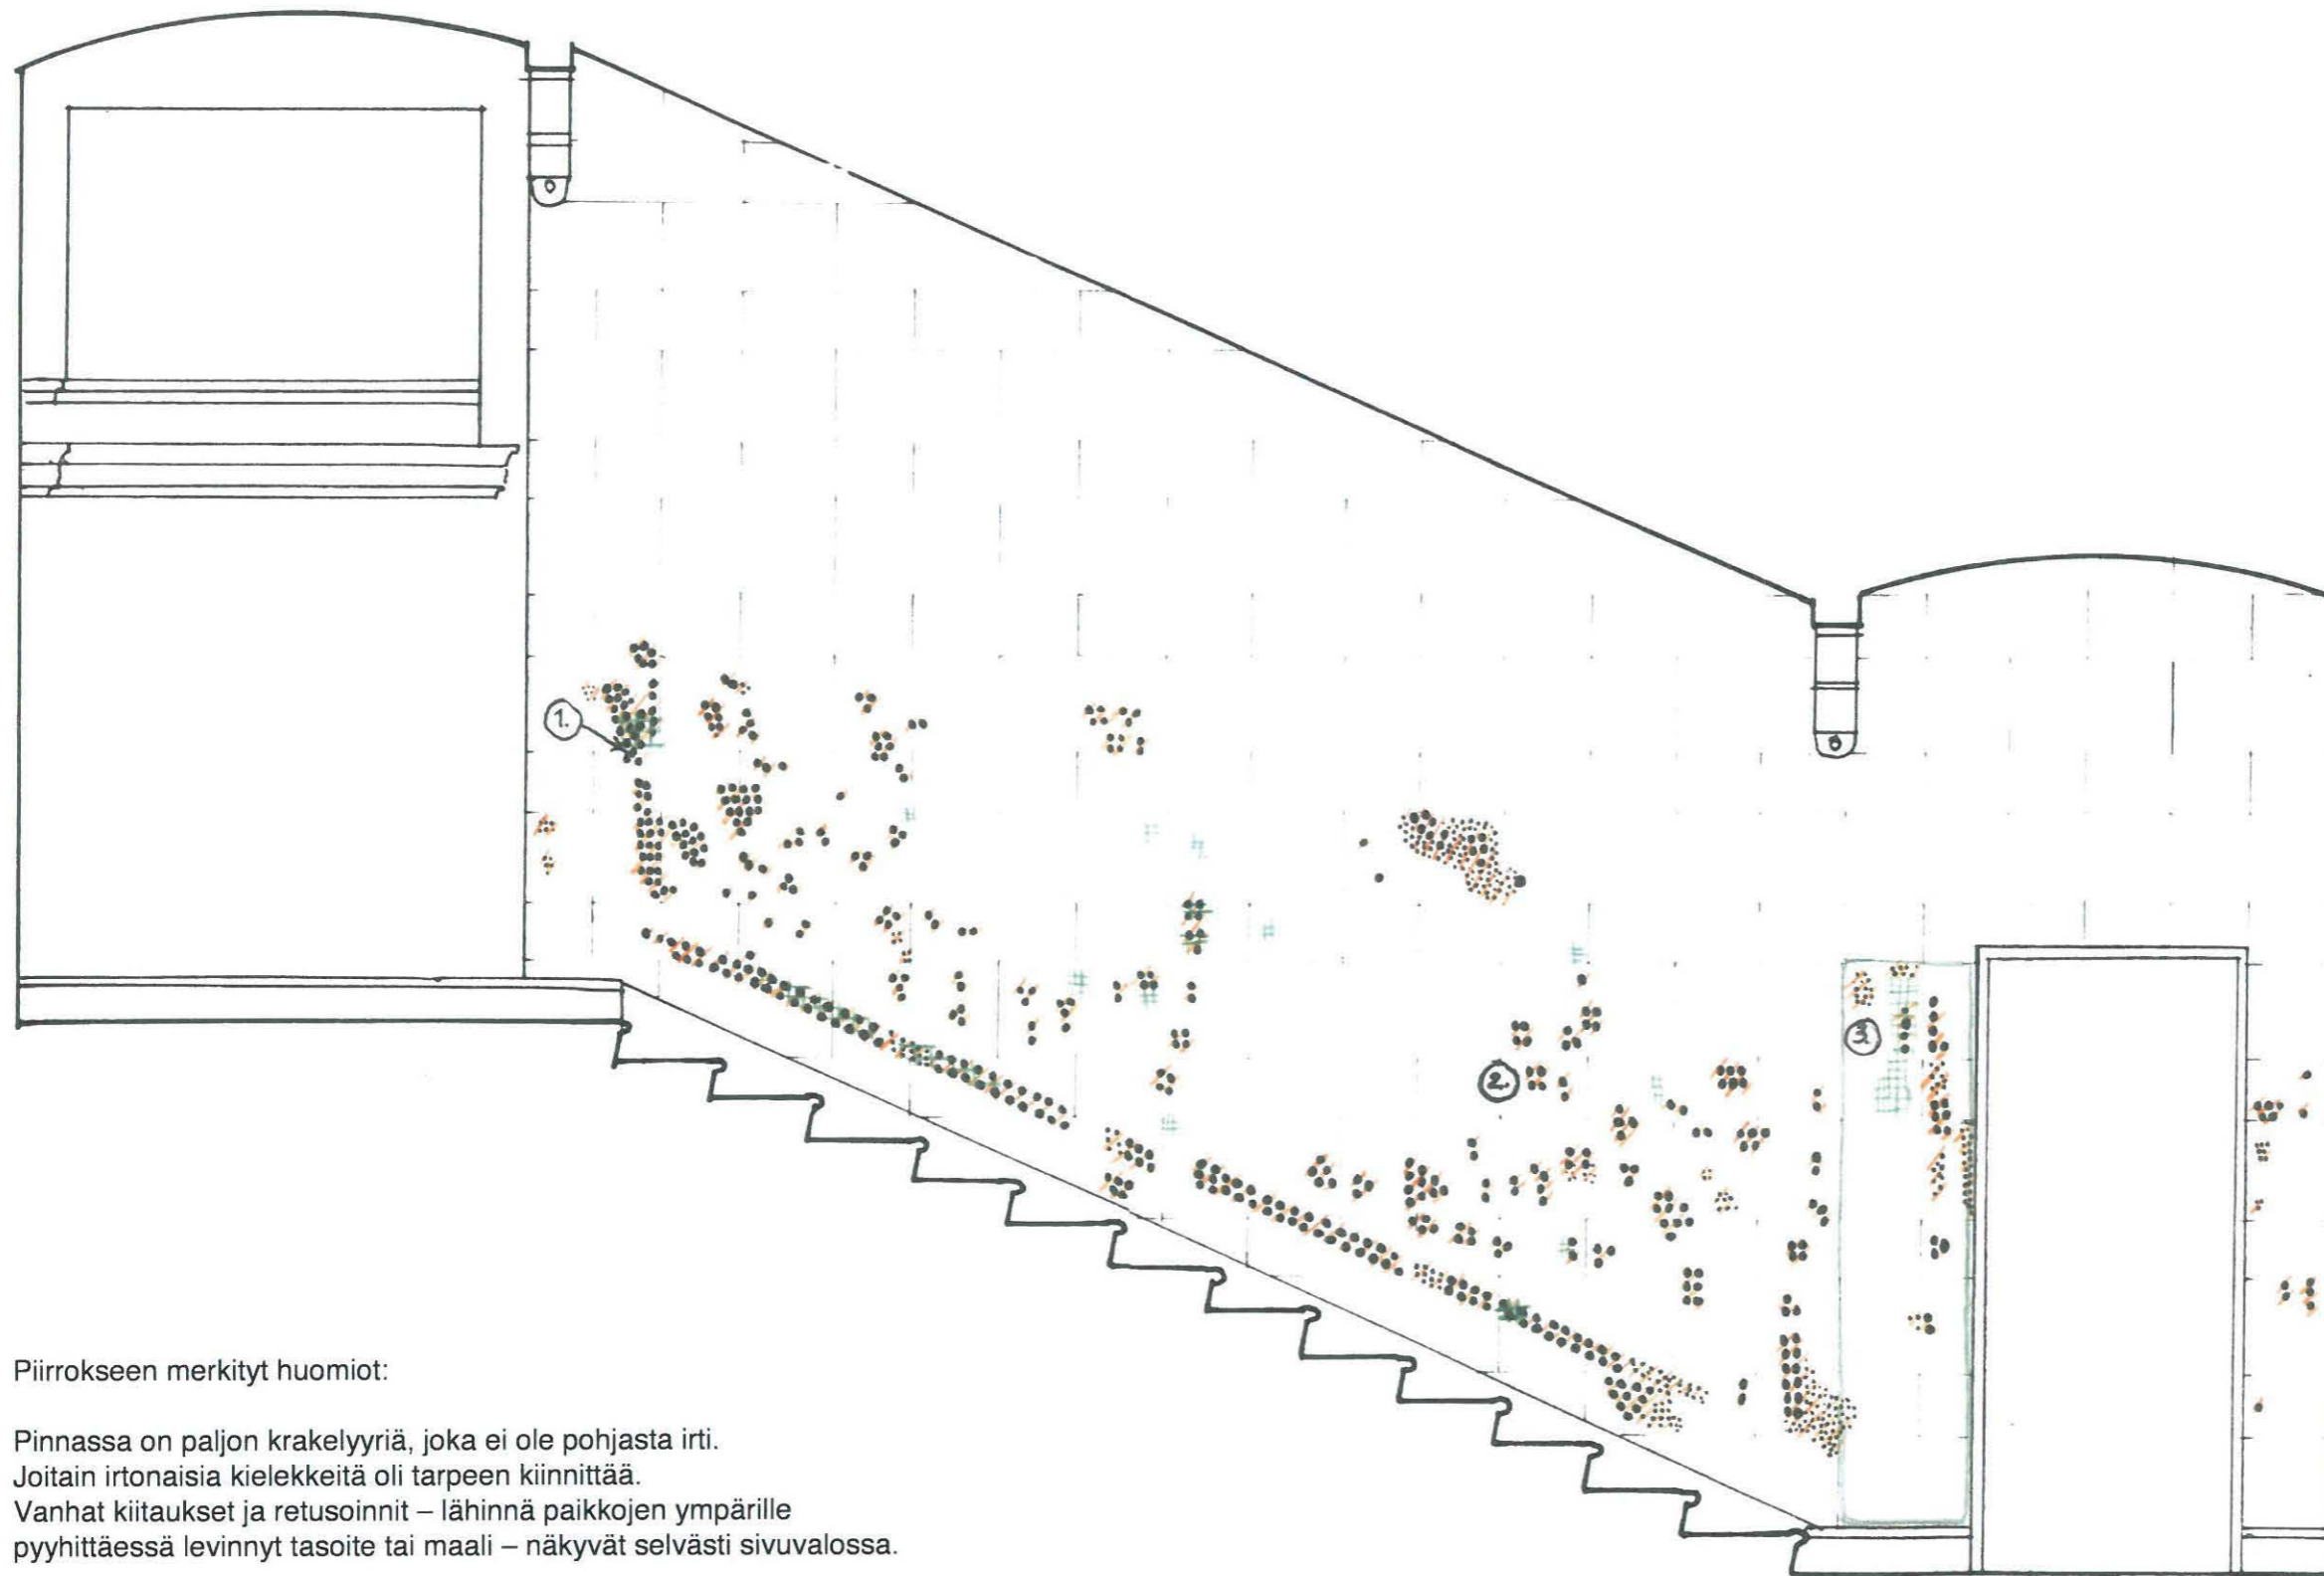 1.
2.
3.
Piirrokseen merkityt huomiot:
Pinnassa on paljon krakelyyriä, joka ei ole pohjasta irti.
Joitain irtonaisia kielekkeitä oli tarpeen kiinnittää.
Vanhat kiitaukset ja retusoinnit – lähinnä paikkojen ympärille
pyyhittäessä levinnyt tasoite tai maali – näkyvät selvästi sivuvalossa.